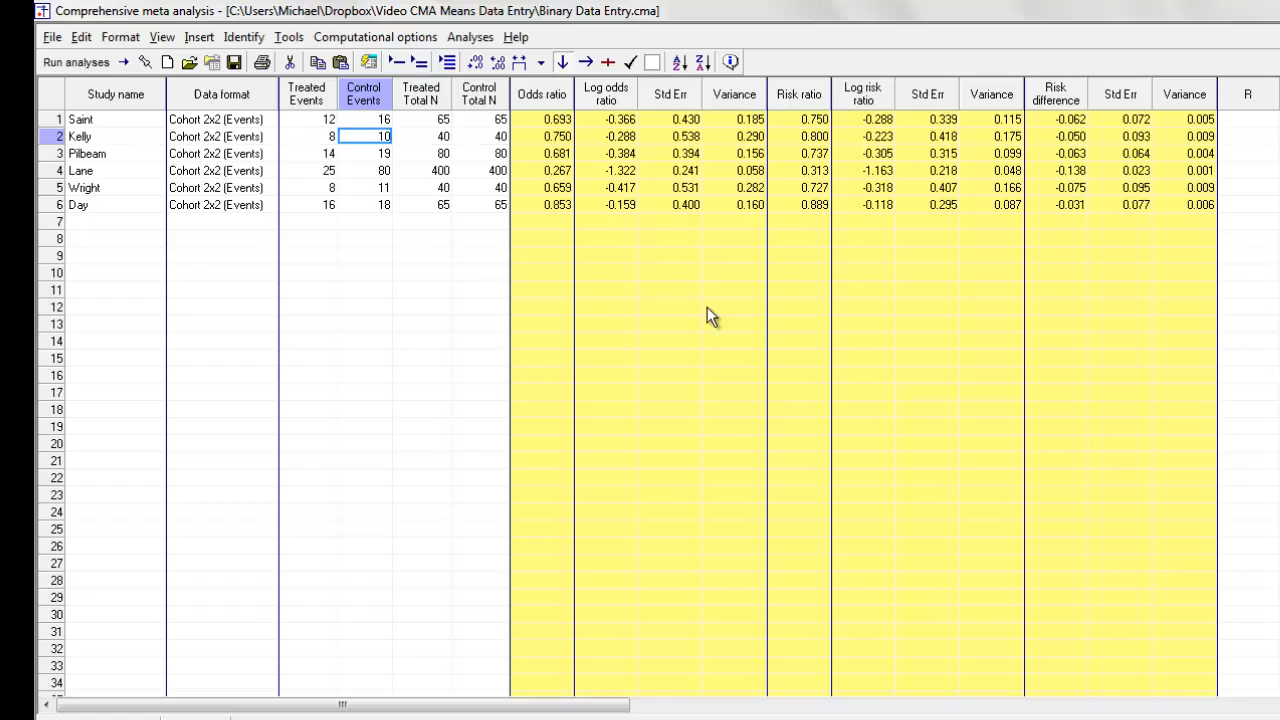 Comprehensive meta analysis - [C:\Users\Michael\Dropbox\Video CMA Means Data Entry\Binary Data Entry.cma]
File Edit Format View Insert Identify Tools Computational options Analyses Help
Run analyses
Study name Data format Treated Events Control Events Treated Total N Control Total N Odds ratio Log odds ratio Std Err Variance Risk ratio Log risk ratio Std Err Variance Risk difference Std Err Variance R
1 Saint Cohort 2x2 (Events) 12 16 65 65 0.693 -0.366 0.430 0.185 0.750 -0.288 0.339 0.115 -0.062 0.072 0.005
2 Kelly Cohort 2x2 (Events) 8 10 40 40 0.750 -0.288 0.538 0.290 0.800 -0.223 0.418 0.175 -0.050 0.093 0.009
3 Pilbeam Cohort 2x2 (Events) 14 19 80 80 0.681 -0.384 0.394 0.156 0.737 -0.305 0.315 0.099 -0.063 0.064 0.004
4 Lane Cohort 2x2 (Events) 25 80 400 400 0.267 -1.322 0.241 0.058 0.313 -1.163 0.218 0.048 -0.138 0.023 0.001
5 Wright Cohort 2x2 (Events) 8 11 40 40 0.659 -0.417 0.531 0.282 0.727 -0.318 0.407 0.166 -0.075 0.095 0.009
6 Day Cohort 2x2 (Events) 16 18 65 65 0.853 -0.159 0.400 0.160 0.889 -0.118 0.295 0.087 -0.031 0.077 0.006
7
8
9
10
11
12
13
14
15
16
17
18
19
20
21
22
23
24
25
26
27
28
29
30
31
32
33
34